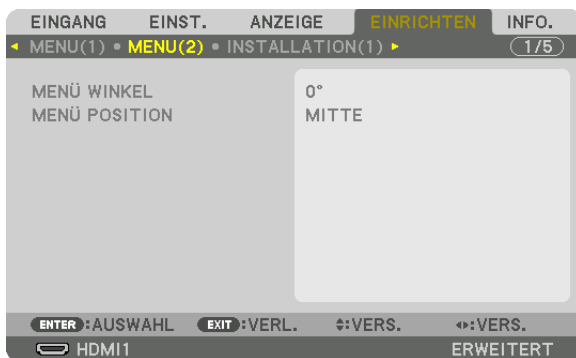 EINGANG EINST. ANZEIGE EINRICHTEN INFO.
MENU(1) MENU(2) INSTALLATION(1) 1/5
MENÜ WINKEL 0°
MENÜ POSITION MITTE
ENTER:AUSWAHL EXIT:VERL. :VERS. :VERS.
HDMI1 ERWEITERT